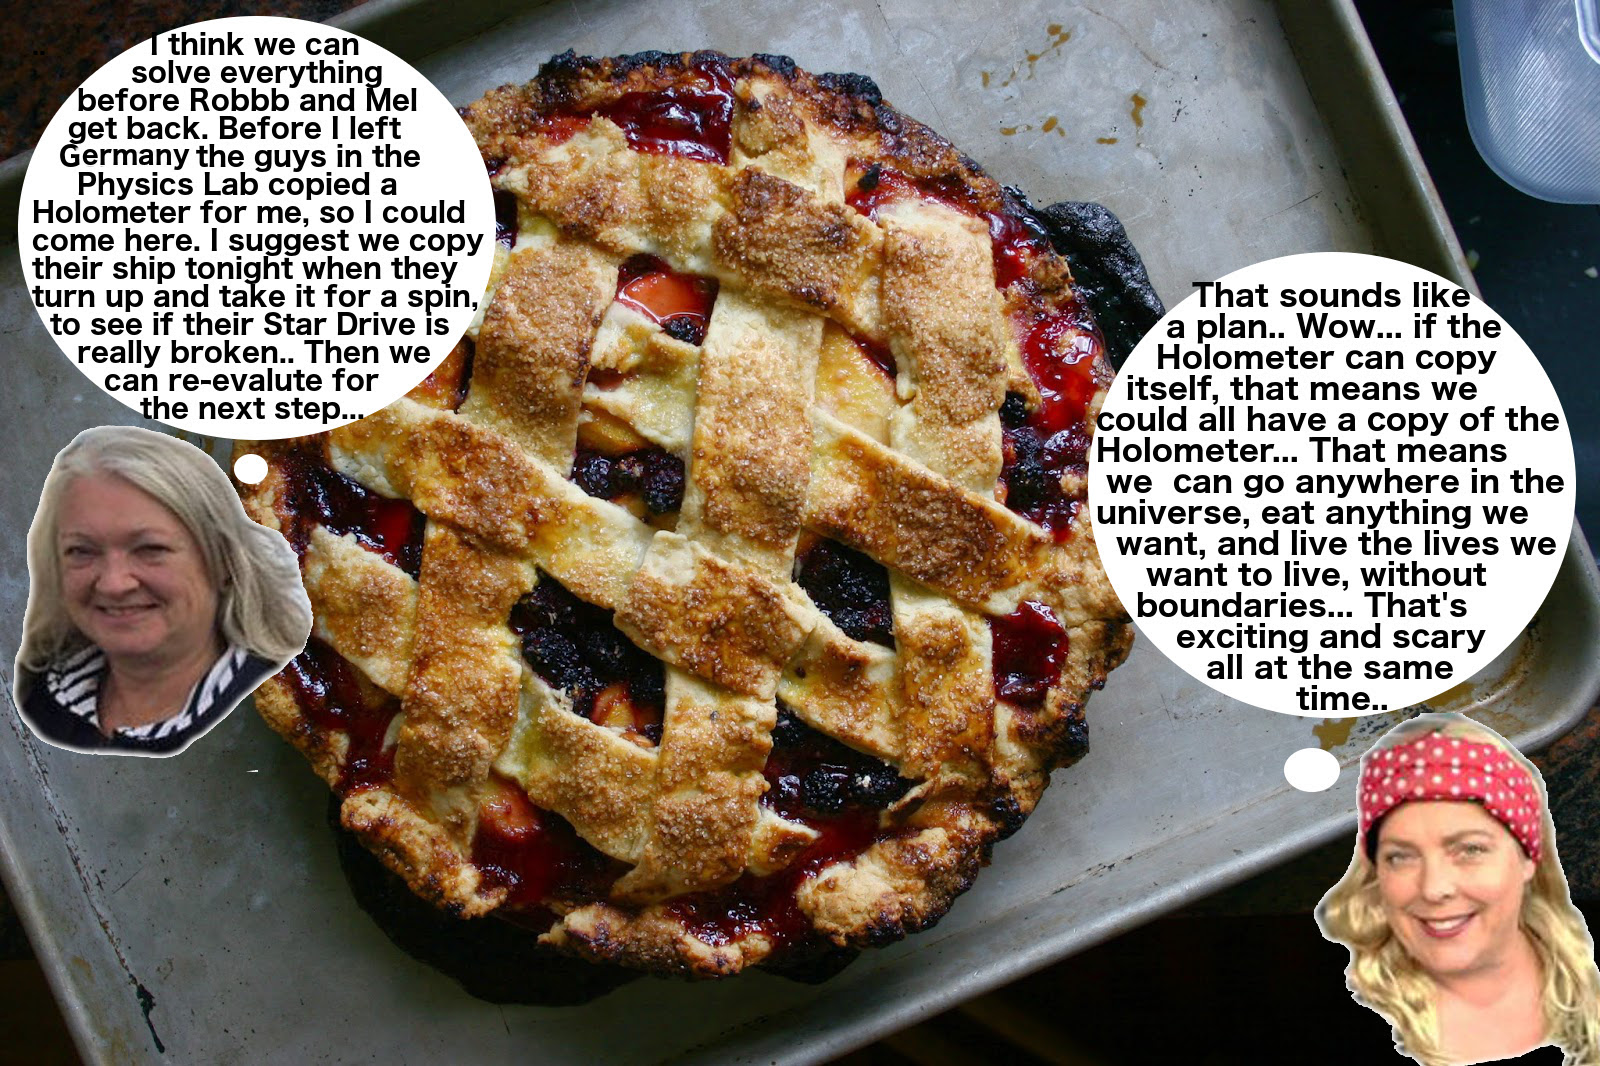 ..
I think we can
solve everything
before Robbb and Mel
get back. Before I left
Germany the guys in the
Physics Lab copied a
Holometer for me, so I could
come here. I suggest we copy
their ship tonight when they
turn up and take it for a spin,
to see if their Star Drive is
really broken.. Then we
can re-evalute for
the next step...
That sounds like
a plan.. Wow... if the
Holometer can copy
itself, that means we
could all have a copy of the
Holometer... That means
we can go anywhere in the
universe, eat anything we
want, and live the lives we
want to live, without
boundaries... That's
exciting and scary
all at the same
time..